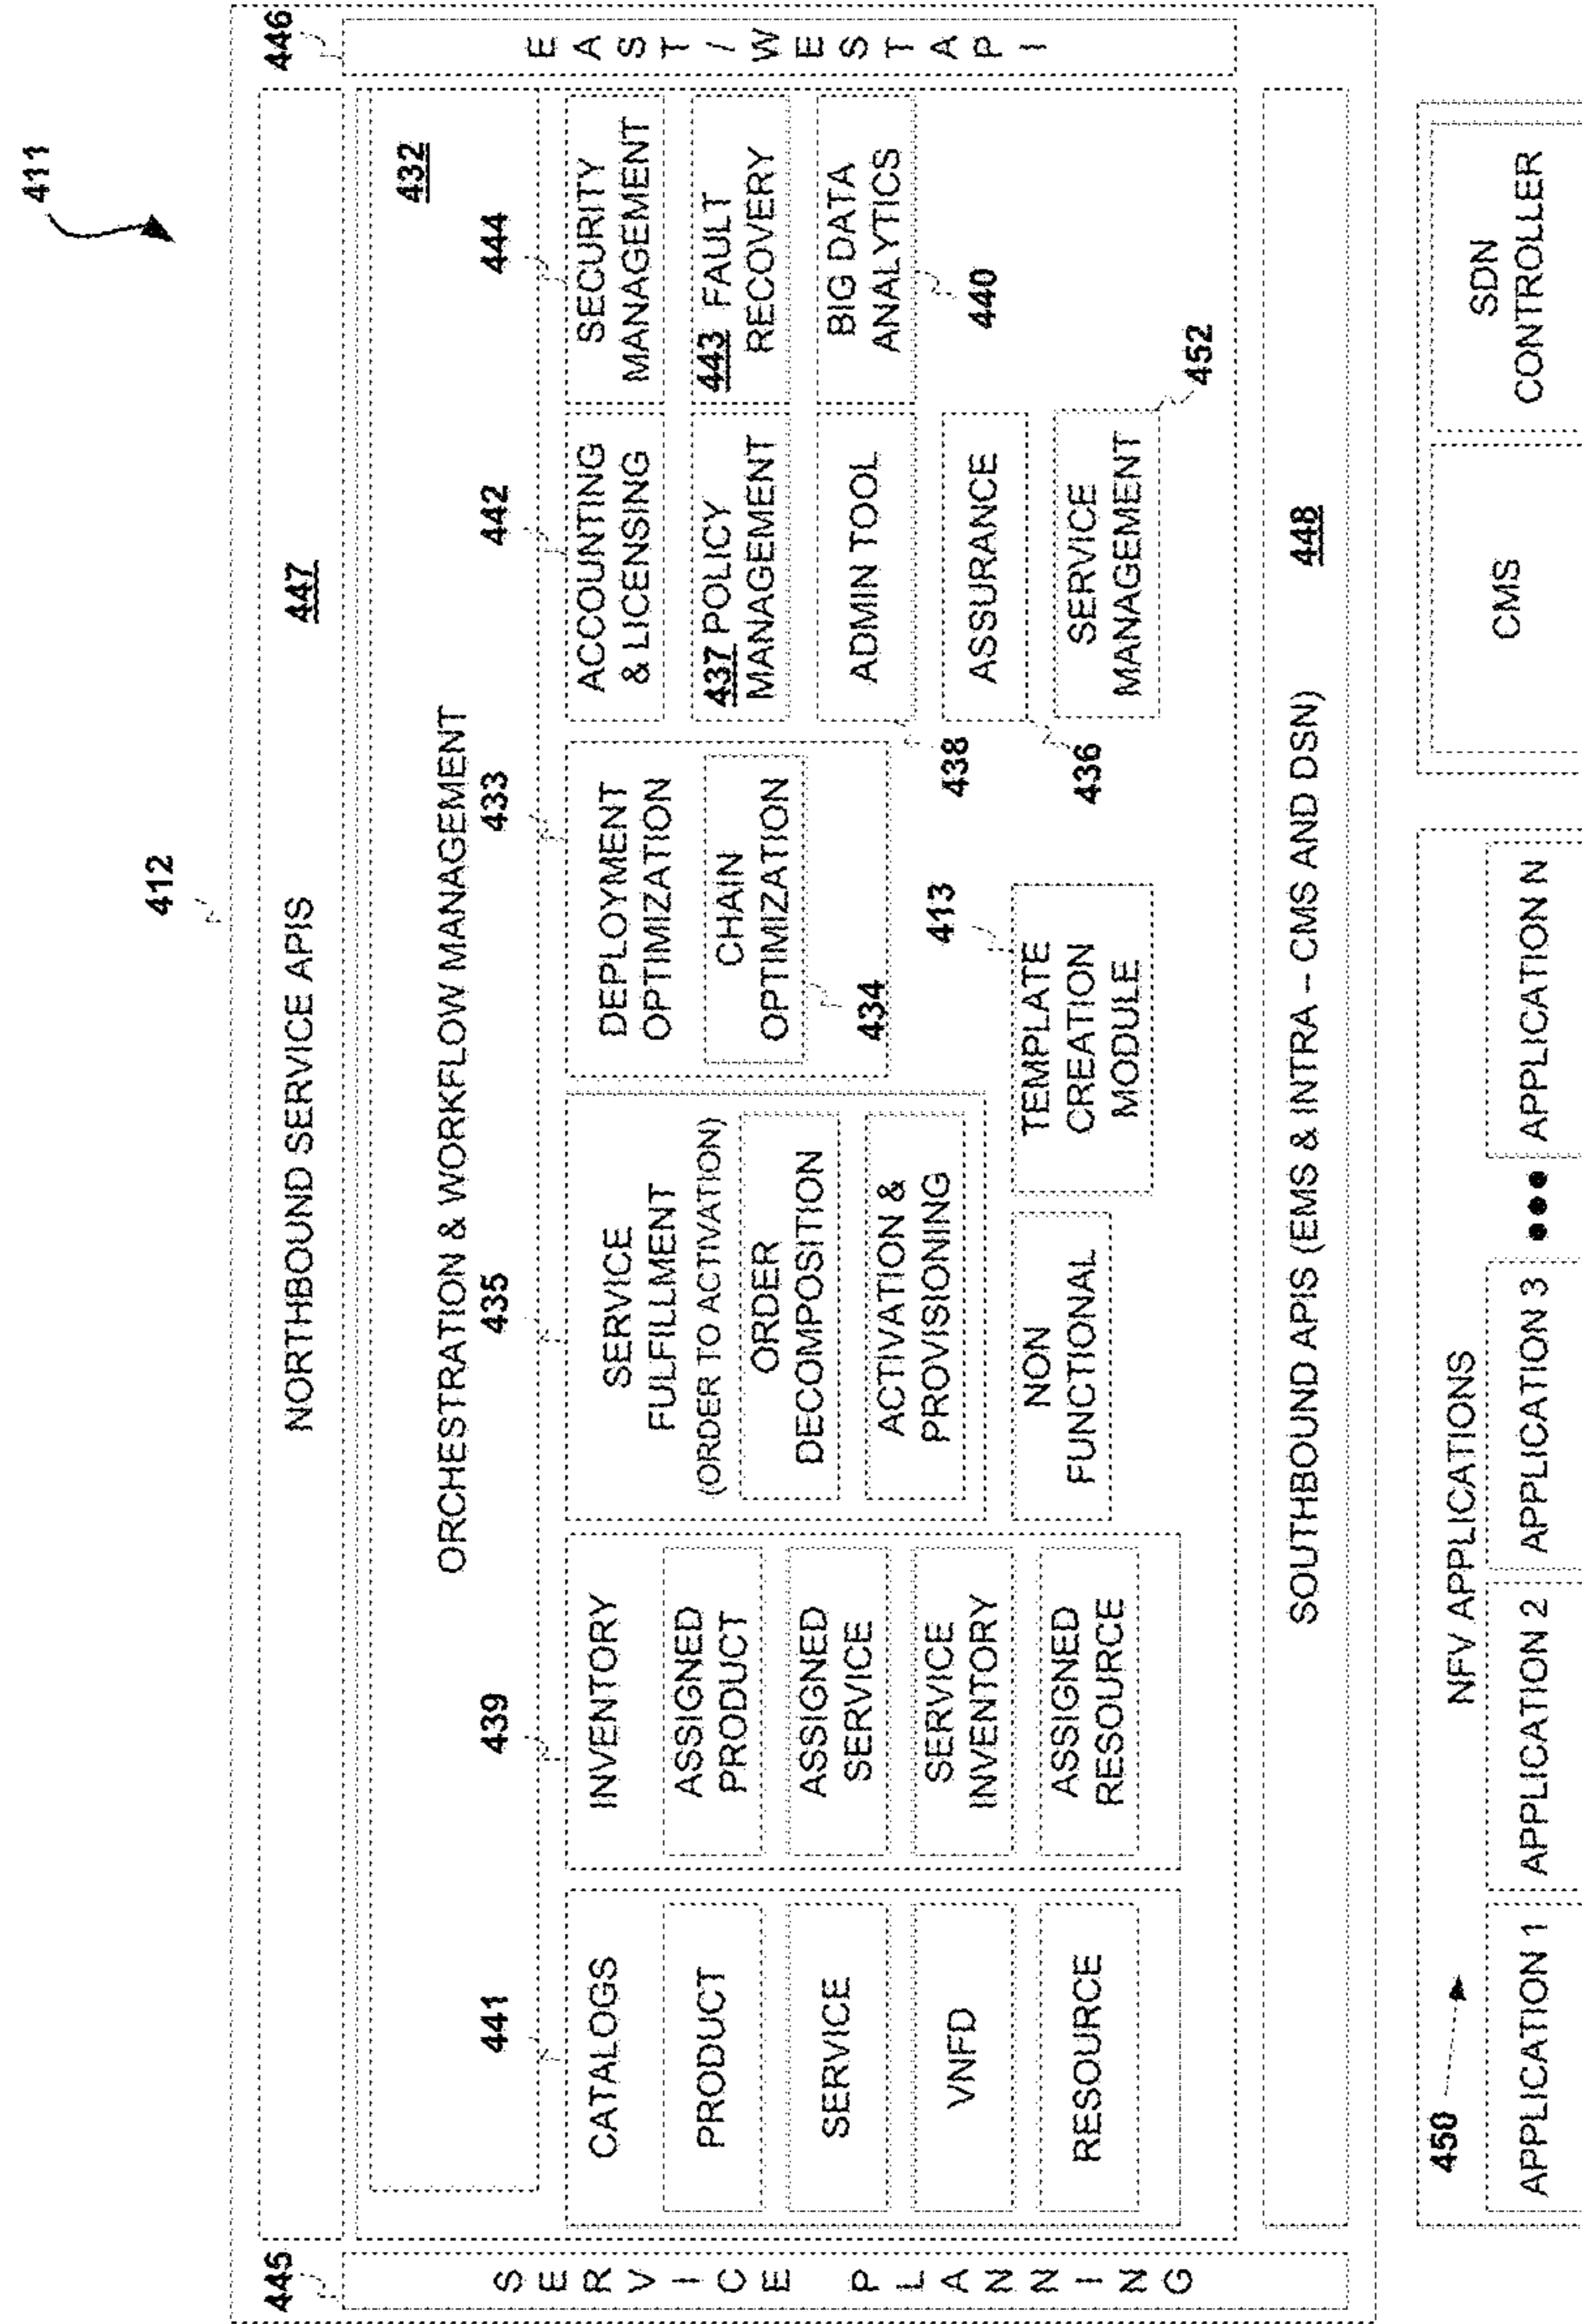 411
412
446
NORTHBOUND SERVICE APIS
447
445
SERVICE PLANNING
EAST/WESTAPI
432
ORCHESTRATION & WORKFLOW MANAGEMENT
441
439
435
433
442
444
CATALOGS
PRODUCT
SERVICE
VNFD
RESOURCE
INVENTORY
ASSIGNED
PRODUCT
ASSIGNED
SERVICE
SERVICE
INVENTORY
ASSIGNED
RESOURCE
SERVICE
FULFILLMENT
(ORDER TO ACTIVATION)
ORDER
DECOMPOSITION
ACTIVATION &
PROVISIONING
NON
FUNCTIONAL
DEPLOYMENT
OPTIMIZATION
CHAIN
OPTIMIZATION
434
413
TEMPLATE
CREATION
MODULE
ACCOUNTING
& LICENSING
437 POLICY
MANAGEMENT
ADMIN TOOL
438
ASSURANCE
436
SERVICE
MANAGEMENT
452
SECURITY
MANAGEMENT
443 FAULT
RECOVERY
BIG DATA
ANALYTICS
440
SOUTHBOUND APIS (EMS & INTRA – CMS AND DSN)
448
450
NFV APPLICATIONS
APPLICATION 1
APPLICATION 2
APPLICATION 3
APPLICATION N
CMS
SDN
CONTROLLER